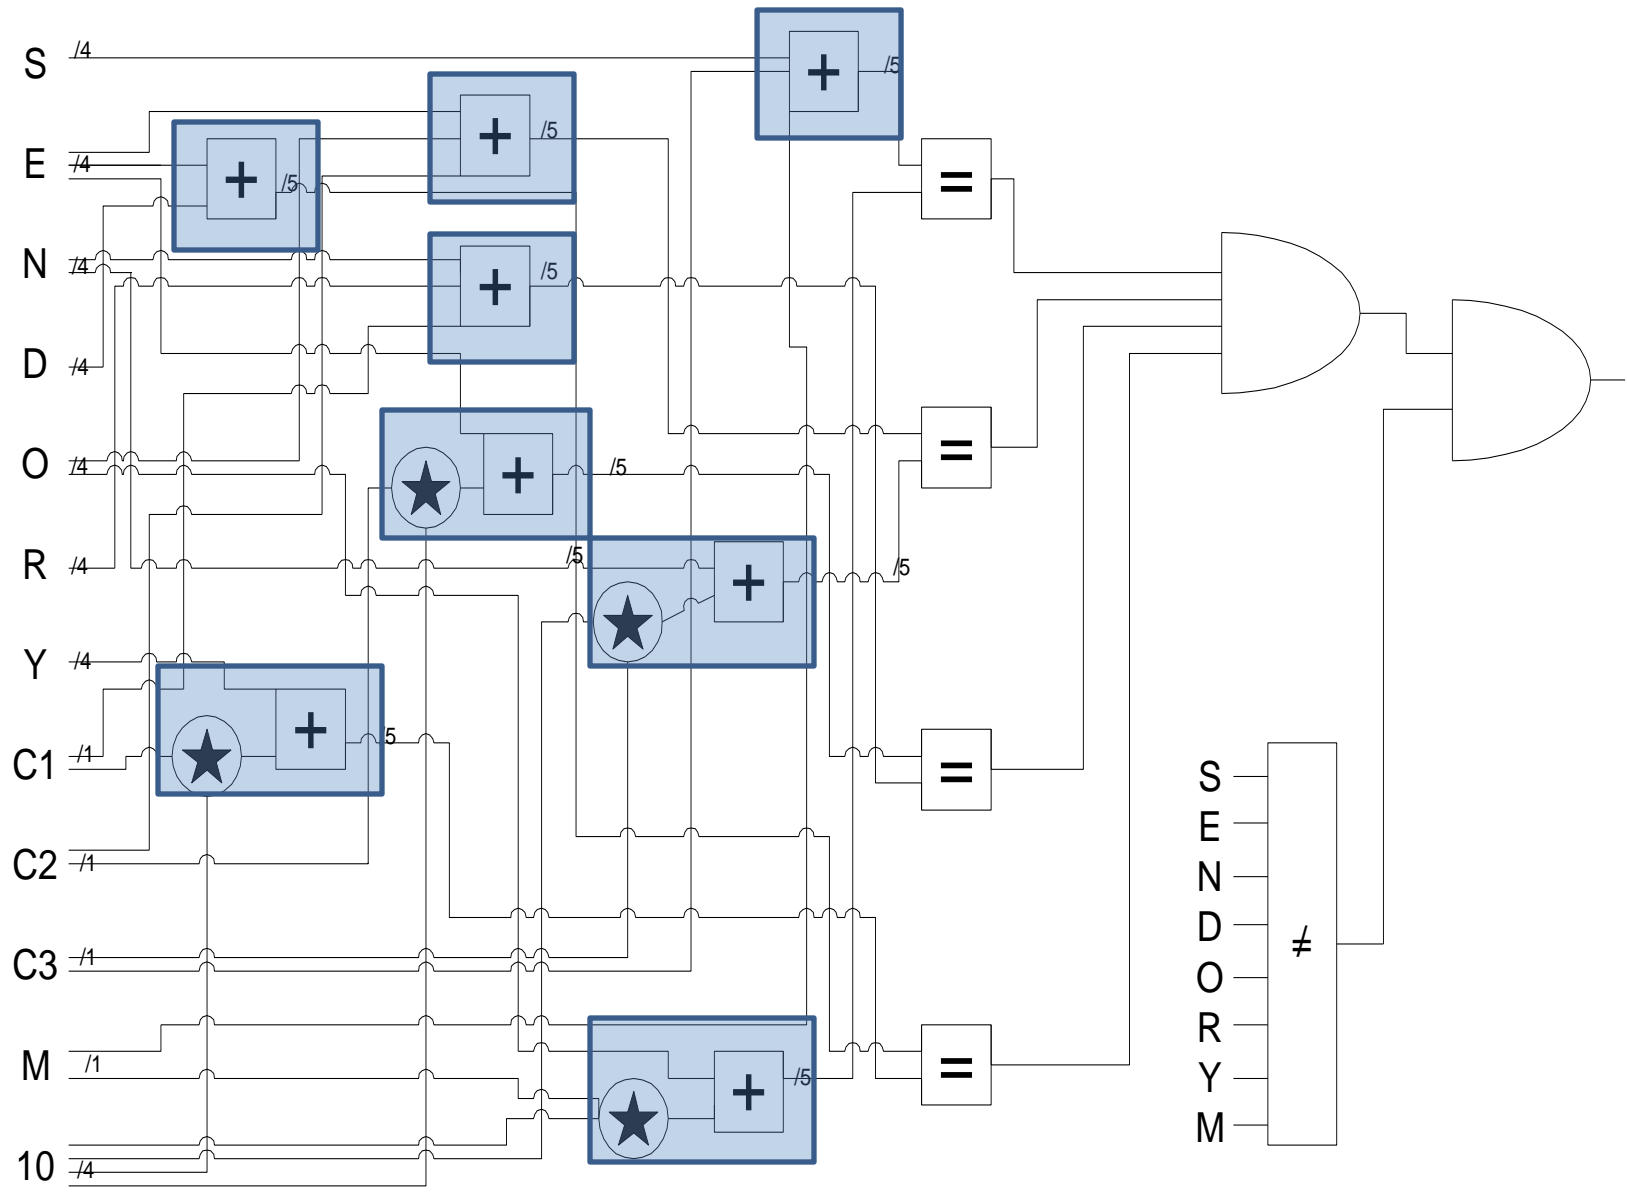 S /4
+ /5
+ /5
E /4
+ /5
=
N /4
+ /5
D /4
O /4
+ /5
=
R /4
/5
+ /5
Y /4
+ /5
C1 /1
=
C2 /1
C3 /1
M /1
+ /5
=
10 /4
S
E
N
D
≠
O
R
Y
M